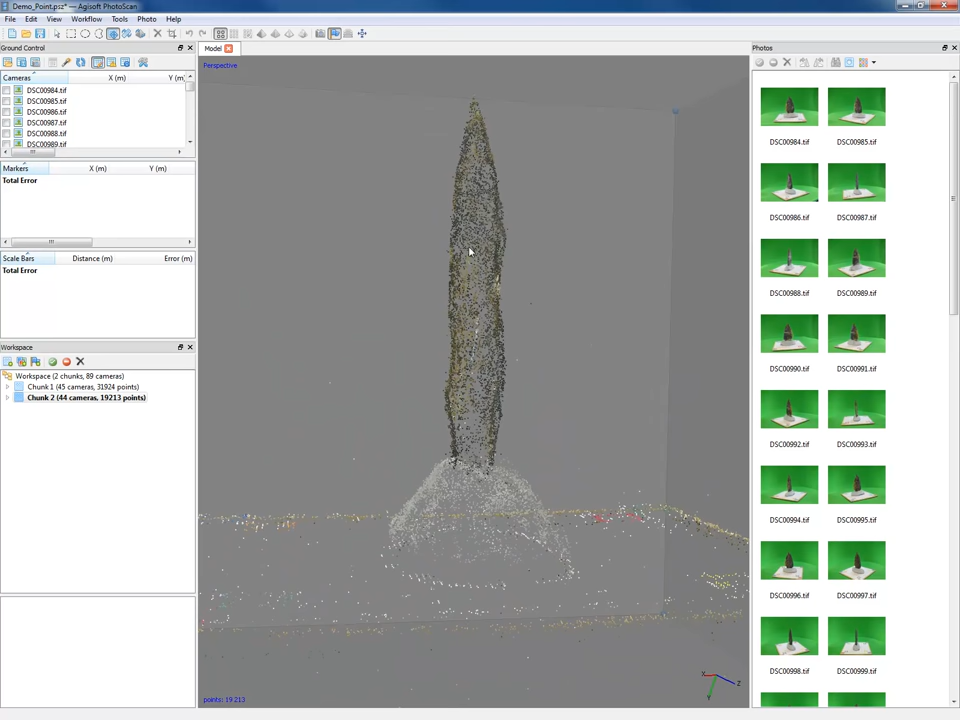 Demo_Point.psz* — Agisoft PhotoScan
File Edit View Workflow Tools Photo Help
Ground Control
Cameras X (m) Y (m)
DSC00984.tif
DSC00985.tif
DSC00986.tif
DSC00987.tif
DSC00988.tif
DSC00989.tif
Markers X (m) Y (m)
Total Error
Scale Bars Distance (m) Error (m)
Total Error
Workspace
Workspace (2 chunks, 89 cameras)
Chunk 1 (45 cameras, 31924 points)
Chunk 2 (44 cameras, 19213 points)
Model
Perspective
points: 19 213
X Z
Y
Photos
DSC00984.tif DSC00985.tif
DSC00986.tif DSC00987.tif
DSC00988.tif DSC00989.tif
DSC00990.tif DSC00991.tif
DSC00992.tif DSC00993.tif
DSC00994.tif DSC00995.tif
DSC00996.tif DSC00997.tif
DSC00998.tif DSC00999.tif